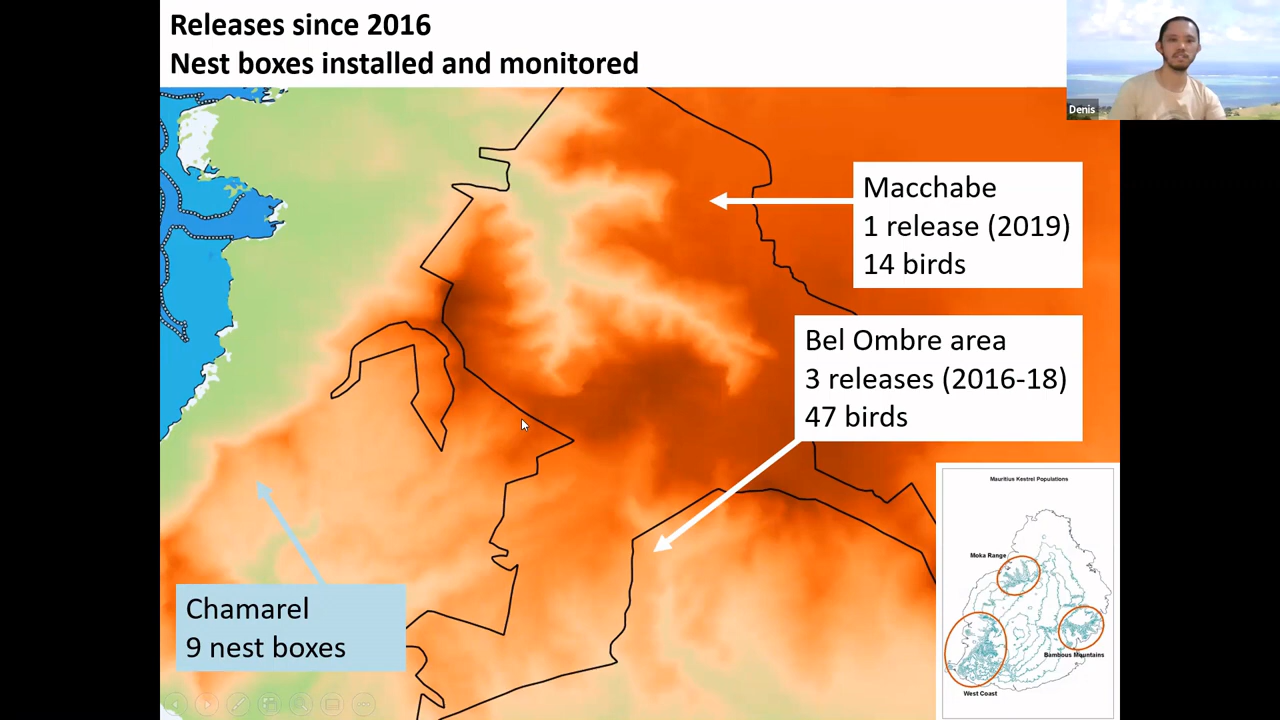 Releases since 2016
Nest boxes installed and monitored
Denis
Macchabe
1 release (2019)
14 birds
Bel Ombre area
3 releases (2016-18)
47 birds
Chamarel
9 nest boxes
Mauritius Kestrel Populations
Moka Range
Bambous Mountains
West Coast